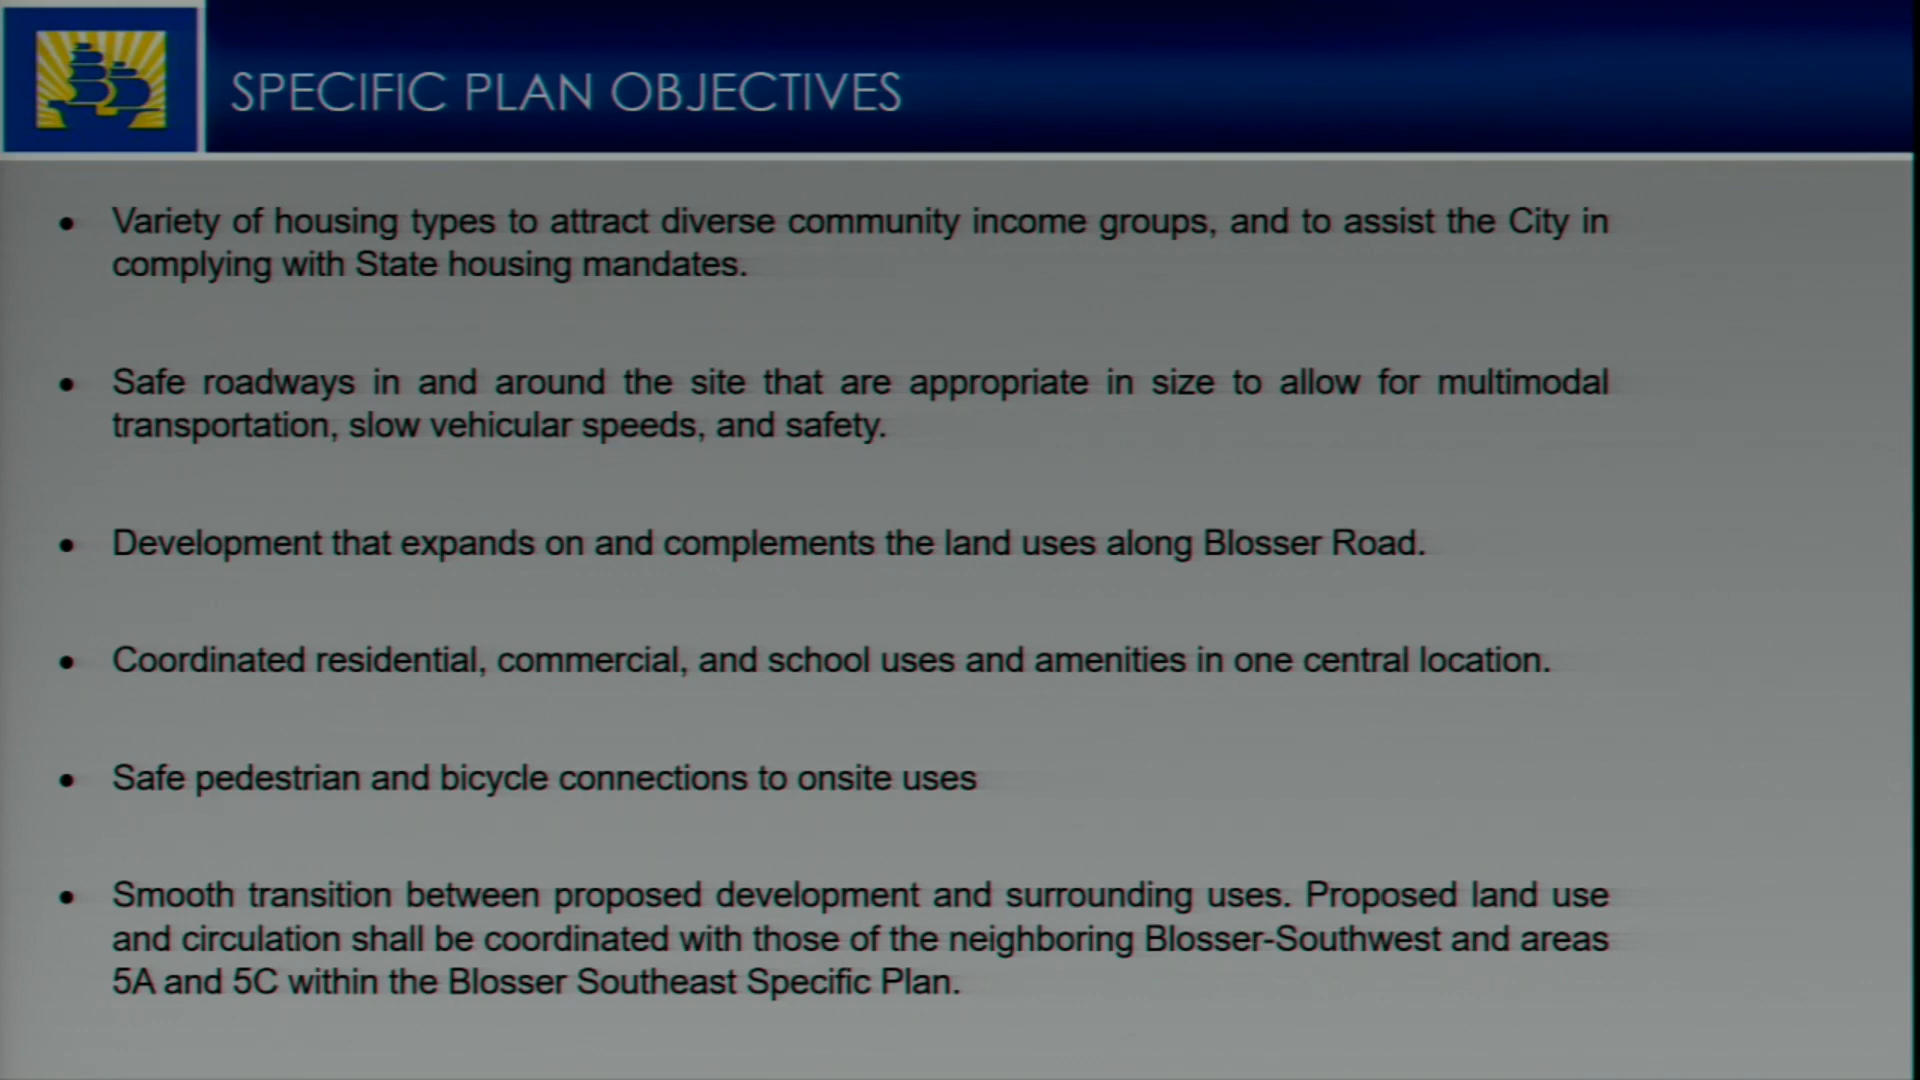 SPECIFIC PLAN OBJECTIVES
• Variety of housing types to attract diverse community income groups, and to assist the City in
complying with State housing mandates.
• Safe roadways in and around the site that are appropriate in size to allow for multimodal
transportation, slow vehicular speeds, and safety.
• Development that expands on and complements the land uses along Blosser Road.
• Coordinated residential, commercial, and school uses and amenities in one central location.
• Safe pedestrian and bicycle connections to onsite uses
• Smooth transition between proposed development and surrounding uses. Proposed land use
and circulation shall be coordinated with those of the neighboring Blosser-Southwest and areas
5A and 5C within the Blosser Southeast Specific Plan.